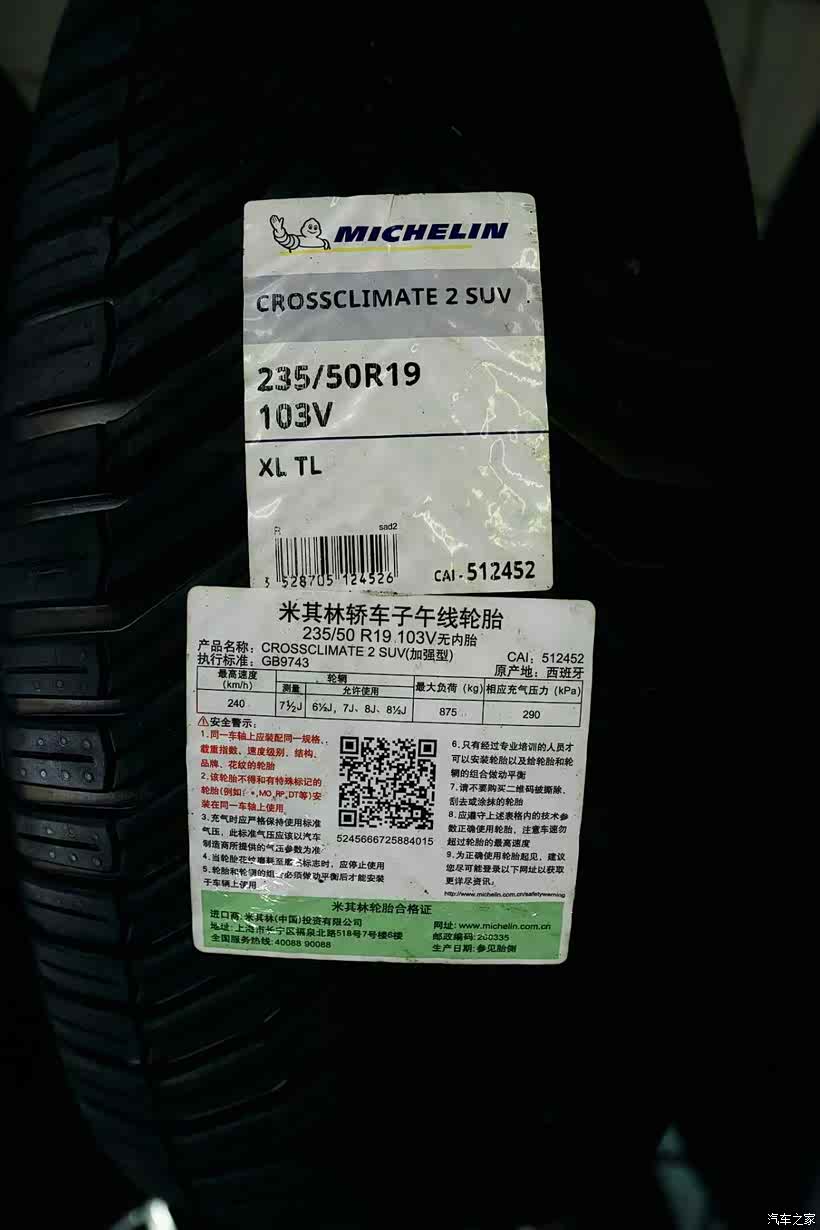 MICHELIN
CROSSCLIMATE 2 SUV
235/50R19
103V
XL TL
R
sad2
3 528705 124526
CAI - 512452
米其林轿车子午线轮胎
235/50 R19 103V无内胎
产品名称: CROSSCLIMATE 2 SUV(加强型)
CAI: 512452
执行标准: GB9743
原产地: 西班牙
最高速度 (km/h) 轮辋 最大负荷 (kg) 相应充气压力 (kPa)
测量 允许使用
240 7½J 6½J、7J、8J、8½J 875 290
安全警示:
1.同一车轴上应装配同一规格、
载重指数、速度级别、结构、
品牌、花纹的轮胎
2.该轮胎不得和有特殊标记的
轮胎(例如: *,MO,RP,DT等)安
装在同一车轴上使用
3.充气时应严格保持使用标准
气压, 此标准气压应该以汽车
制造商所提供的气压参数为准
4.当轮胎花纹磨耗至 标志时, 应停止使用
5.轮胎和轮辋的组合必须做动平衡后才能安装
于车辆上使用
5245666725884015
6.只有经过专业培训的人员才
可以安装轮胎以及给轮胎和轮
辋的组合做动平衡
7.请不要购买二维码被撕除、
刮去或涂抹的轮胎
8.应遵守上述表格内的技术参
数正确使用轮胎, 注意车速勿
超过轮胎的最高速度
9.为正确使用轮胎起见, 建议
您尽可能登录以下网址以获取
更详尽资讯:
http://www.michelin.com.cn/safetywarning
米其林轮胎合格证
进口商: 米其林(中国)投资有限公司
地址: 上海市长宁区福泉北路518号7号楼6楼
全国服务热线: 40088 90088
网址: www.michelin.com.cn
邮政编码: 200335
生产日期: 参见胎侧
汽车之家